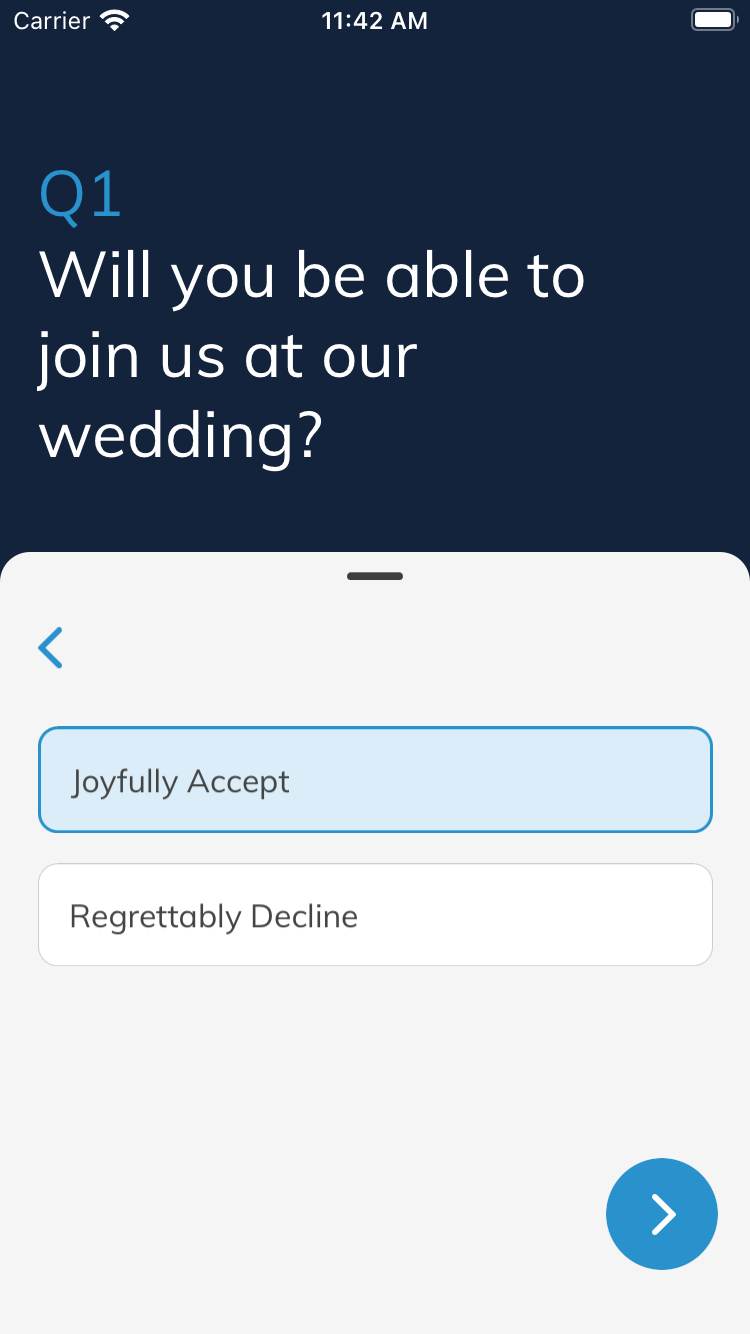 Carrier 11:42 AM
Q1
Will you be able to
join us at our
wedding?
Joyfully Accept
Regrettably Decline